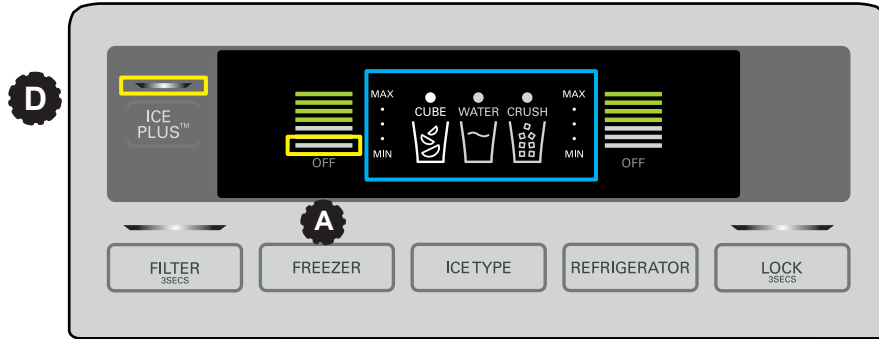 D
ICE
PLUS™
MAX
MIN
OFF
CUBE WATER CRUSH
MAX
MIN
OFF
A
FILTER
3SECS
FREEZER
ICE TYPE
REFRIGERATOR
LOCK
3SECS